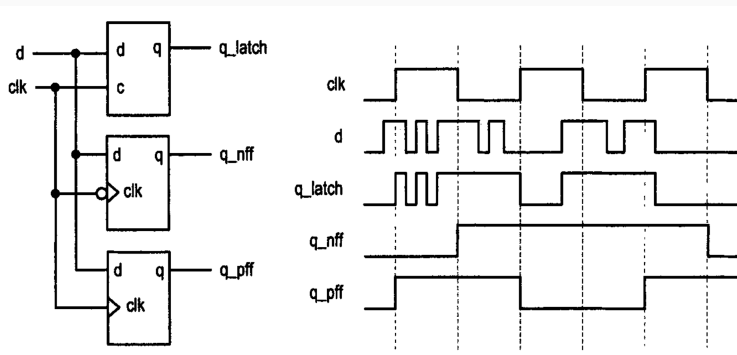 d
clk
d q
c
q_latch
d q
clk
q_nff
d q
clk
q_pff
clk
d
q_latch
q_nff
q_pff